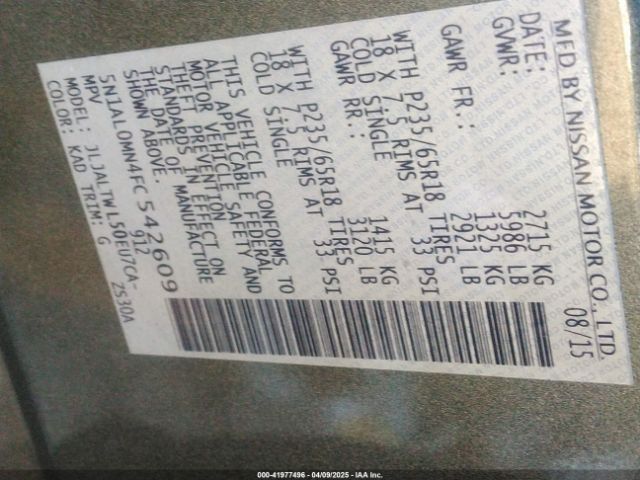 MFD BY NISSAN MOTOR CO., LTD.
DATE: 08/15
GVWR: 2715 KG
5986 LB
GAWR FR.: 1325 KG
2921 LB
WITH P235/65R18 TIRES
18 X 7.5 RIMS AT 33 PSI
COLD SINGLE
GAWR RR.: 1415 KG
3120 LB
WITH P235/65R18 TIRES
18 X 7.5 RIMS AT 33 PSI
COLD SINGLE
THIS VEHICLE CONFORMS TO
ALL APPLICABLE FEDERAL
MOTOR VEHICLE SAFETY AND
THEFT PREVENTION
STANDARDS IN EFFECT ON
THE DATE OF MANUFACTURE
SHOWN ABOVE.
5N1AL0MN4FC542609
MPV 912
MODEL: JLJALTWL50EU7CA-
COLOR: KAD TRIM: G ZS30A
000-41977496 - 04/09/2025 - IAA Inc.